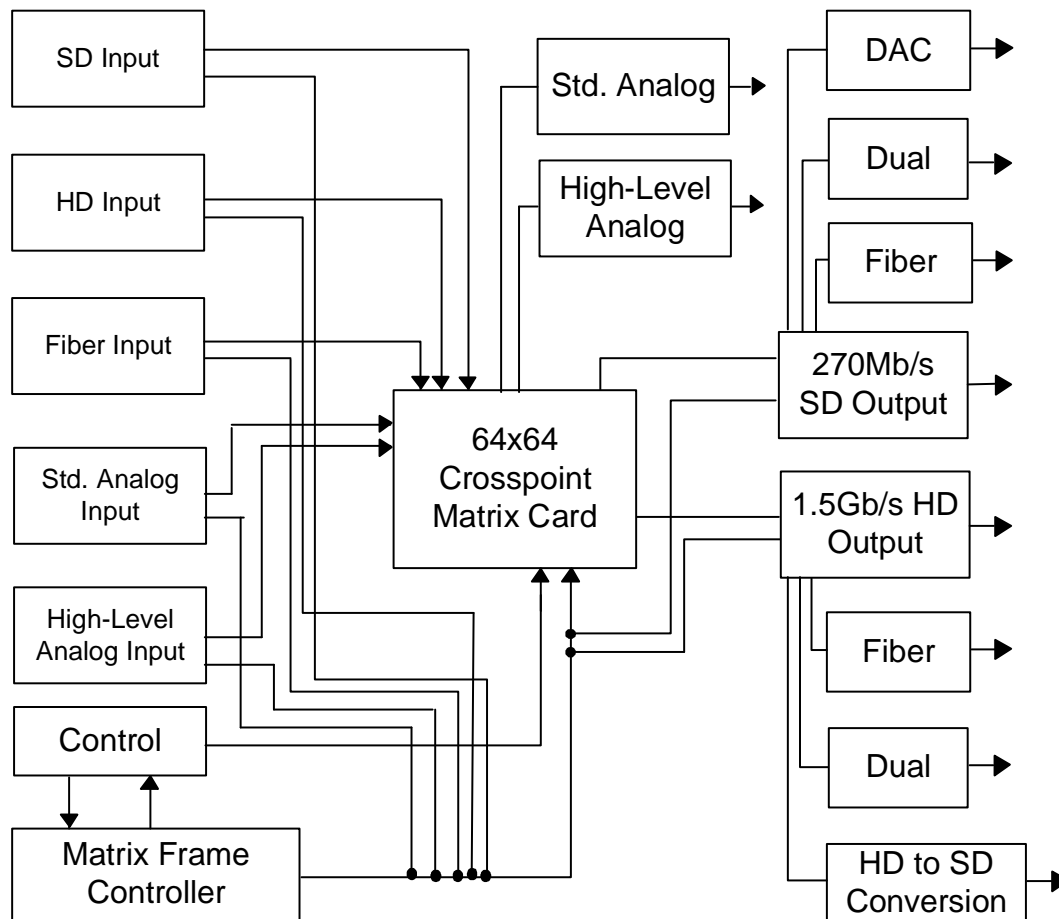 SD Input
HD Input
Fiber Input
Std. Analog
Input
High-Level
Analog Input
Control
Matrix Frame
Controller
Std. Analog
High-Level
Analog
64x64
Crosspoint
Matrix Card
DAC
Dual
Fiber
270Mb/s
SD Output
1.5Gb/s HD
Output
Fiber
Dual
HD to SD
Conversion